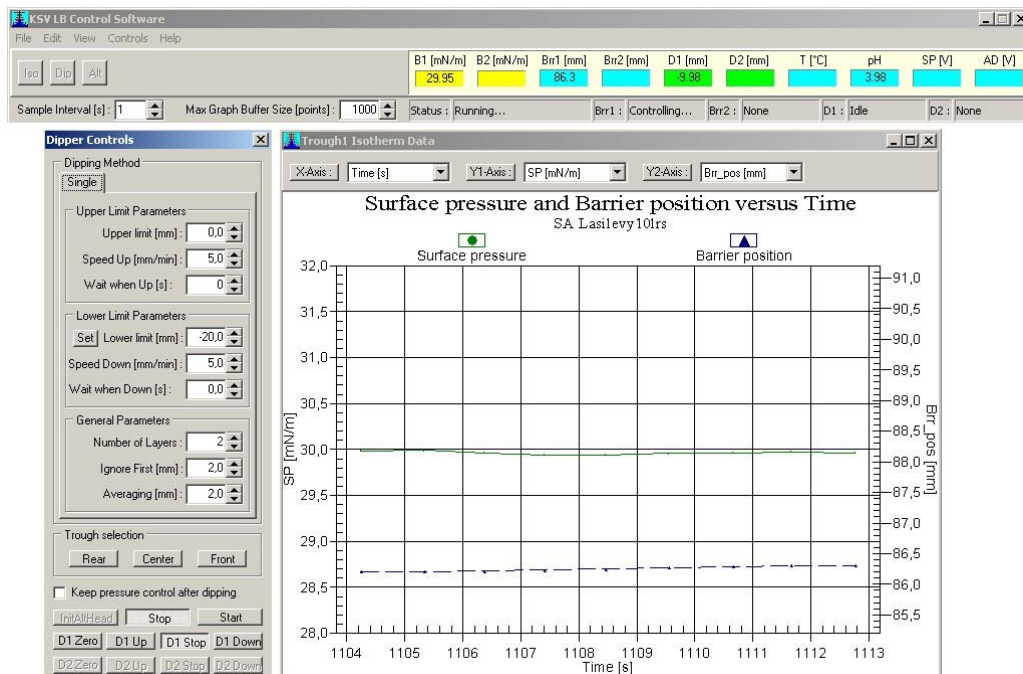 KSV LB Control Software
File Edit View Controls Help
Iso Dip Alt
B1 [mN/m] B2 [mN/m] Brr1 [mm] Brr2 [mm] D1 [mm] D2 [mm] T [°C] pH SP [V] AD [V]
29.95 86.3 -9.98 3.98
Sample Interval [s] : 1 Max Graph Buffer Size [points] : 1000 Status : Running... Brr1 : Controlling... Brr2 : None D1 : Idle D2 : None
Dipper Controls
Dipping Method
Single
Upper Limit Parameters
Upper limit [mm] : 0,0
Speed Up [mm/min] : 5,0
Wait when Up [s] : 0
Lower Limit Parameters
Set Lower limit [mm] : -20,0
Speed Down [mm/min] : 5,0
Wait when Down [s] : 0,0
General Parameters
Number of Layers : 2
Ignore First [mm] : 2,0
Averaging [mm] : 2,0
Trough selection
Rear Center Front
Keep pressure control after dipping
InitAltHead Stop Start
D1 Zero D1 Up D1 Stop D1 Down
D2 Zero D2 Up D2 Stop D2 Down
Trough1 Isotherm Data
X-Axis : Time [s] Y1-Axis : SP [mN/m] Y2-Axis : Brr_pos [mm]
Surface pressure and Barrier position versus Time
SA Lasilevy10lrs
Surface pressure Barrier position
SP [mN/m]
32,0
31,5
31,0
30,5
30,0
29,5
29,0
28,5
28,0
91,0
90,5
90,0
89,5
89,0
88,5
88,0
87,5
87,0
86,5
86,0
85,5
Brr_pos [mm]
1104 1105 1106 1107 1108 1109 1110 1111 1112 1113
Time [s]